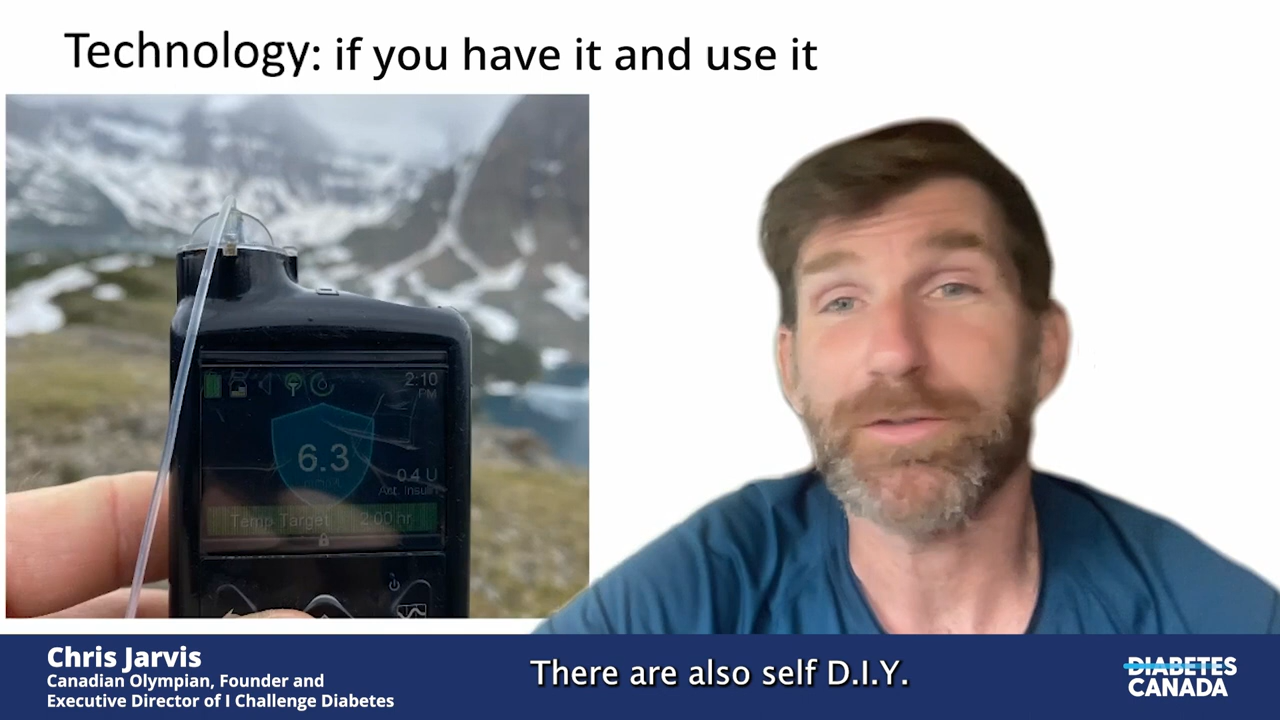 Technology: if you have it and use it
2:10
PM
6.3
mmol/L
0.4 U
Act. Insulin
Temp Target 2:00 hr
Chris Jarvis
Canadian Olympian, Founder and
Executive Director of I Challenge Diabetes
There are also self D.I.Y.
DIABETES
CANADA